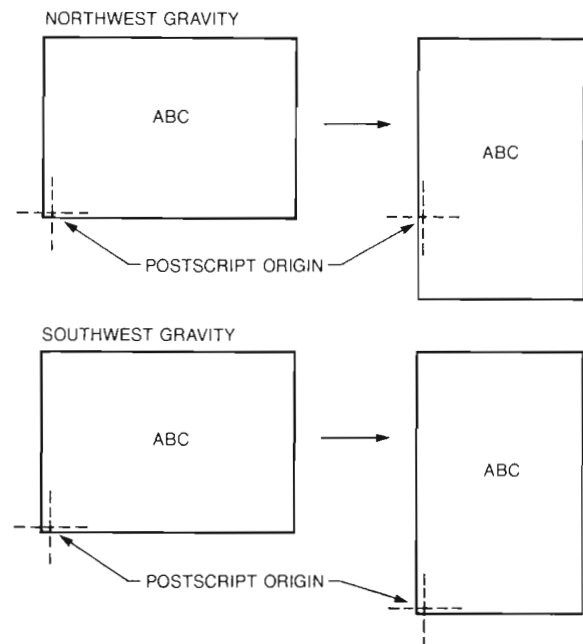 NORTHWEST GRAVITY
ABC
ABC
POSTSCRIPT ORIGIN
SOUTHWEST GRAVITY
ABC
ABC
POSTSCRIPT ORIGIN